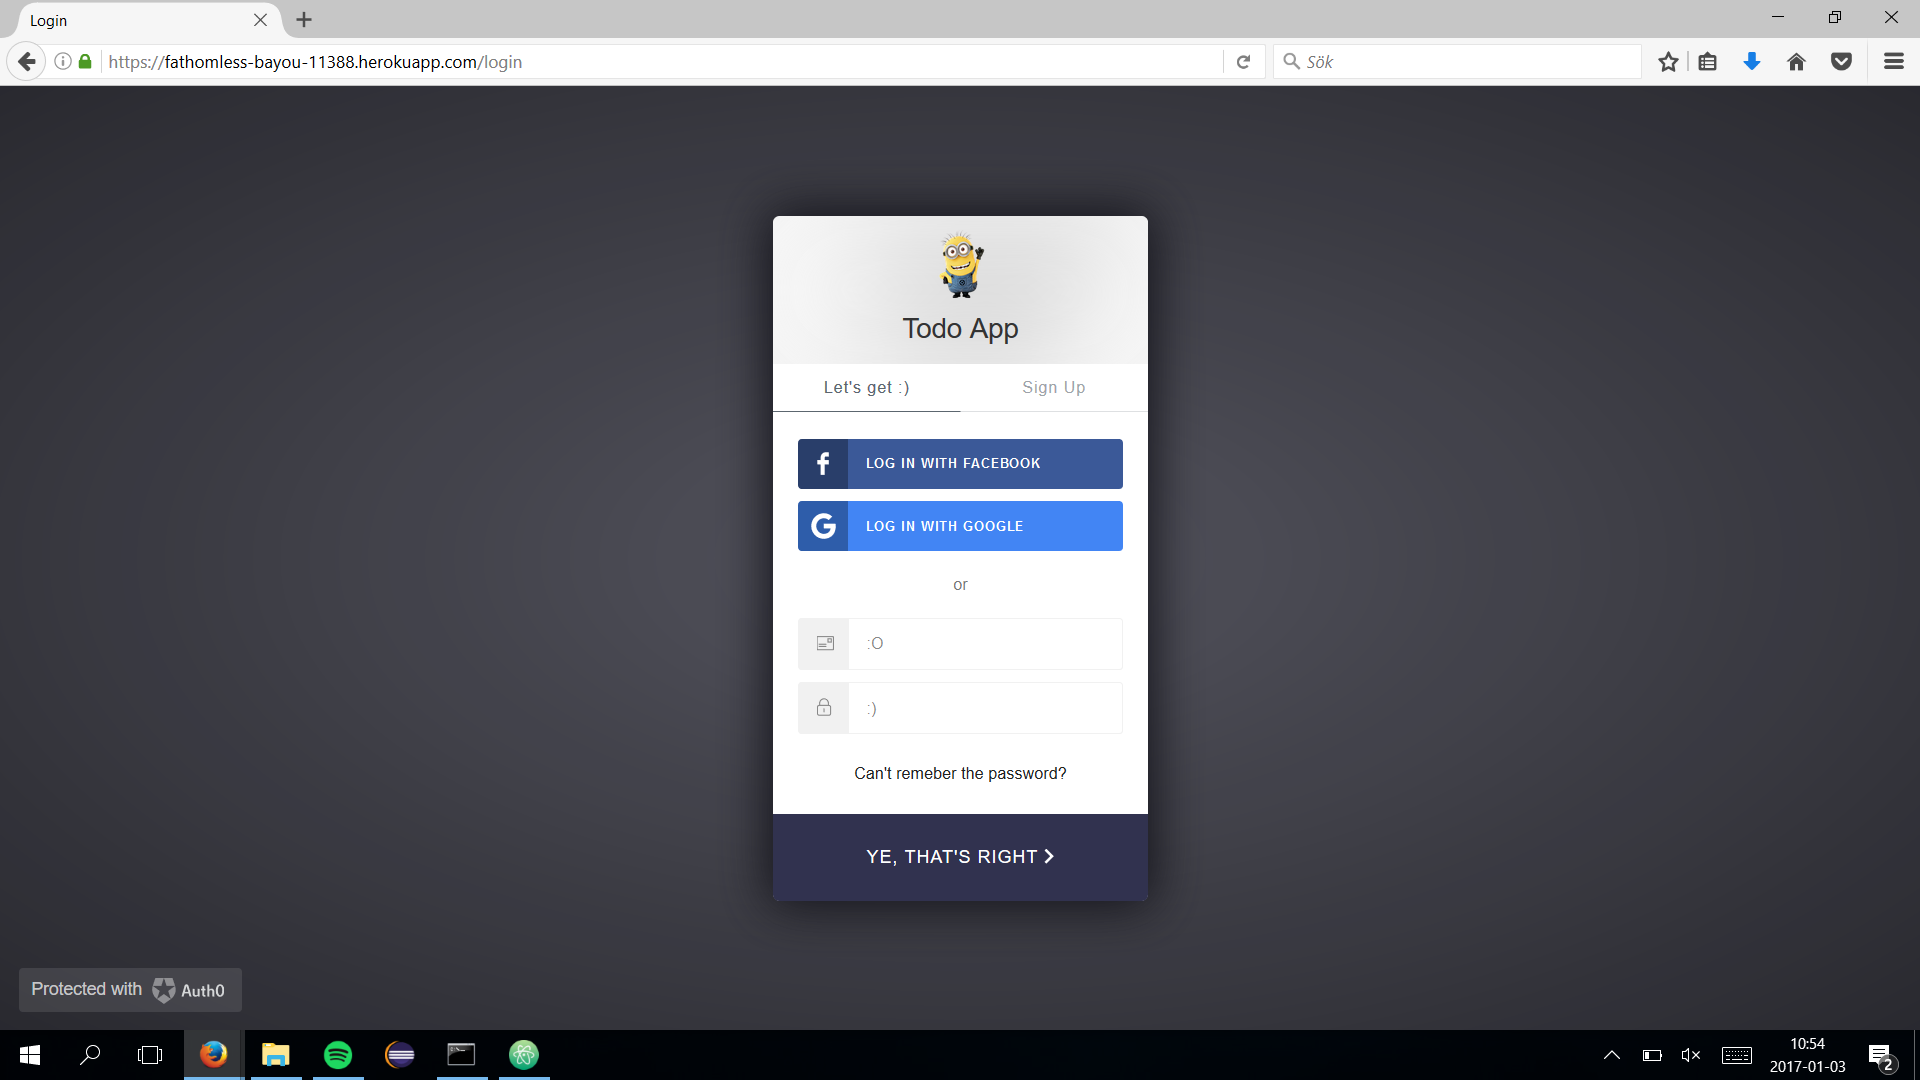 Login
https://fathomless-bayou-11388.herokuapp.com/login
Sök
Todo App
Let's get :)
Sign Up
LOG IN WITH FACEBOOK
LOG IN WITH GOOGLE
or
:O
:)
Can't remeber the password?
YE, THAT'S RIGHT
Protected with Auth0
10:54
2017-01-03
2